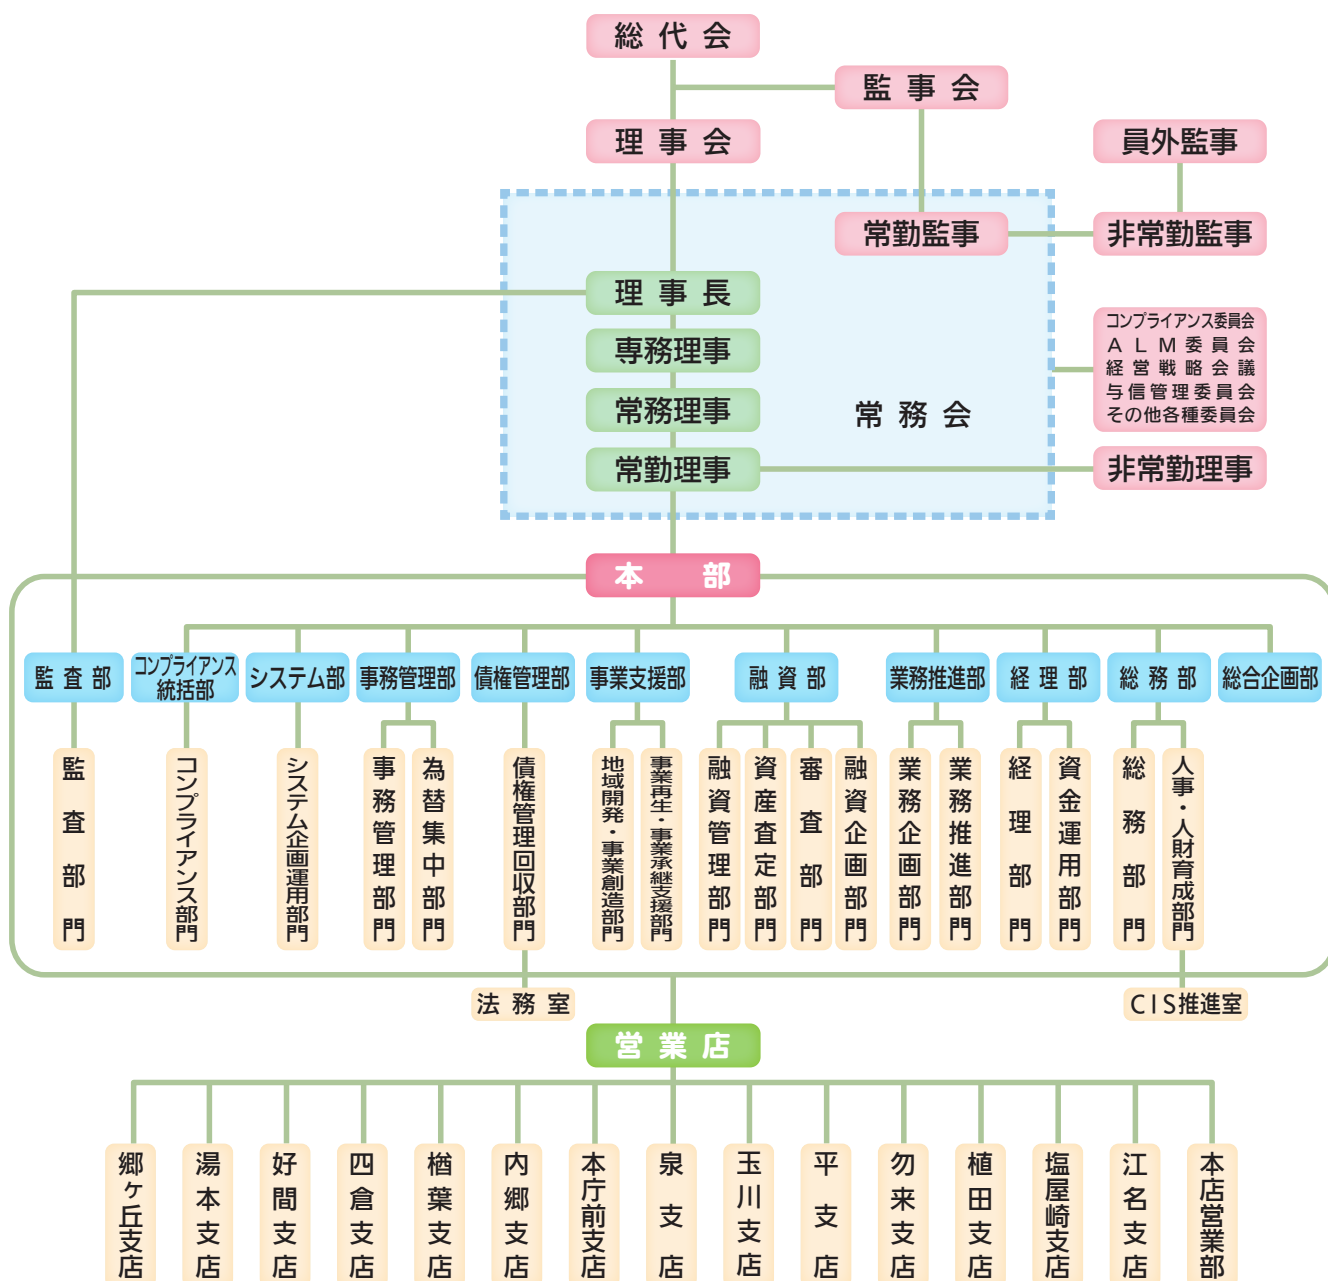 総代会
監事会
理事会
員外監事
常勤監事
非常勤監事
理事長
専務理事
常務理事
常勤理事
常務会
コンプライアンス委員会
ALM委員会
経営戦略会議
与信管理委員会
その他各種委員会
非常勤理事
本部
監査部
コンプライアンス
統括部
システム部
事務管理部
債権管理部
事業支援部
融資部
業務推進部
経理部
総務部
総合企画部
監査部門
コンプライアンス部門
システム企画運用部門
事務管理部門
為替集中部門
債権管理回収部門
地域開発・事業創造部門
事業再生・事業承継支援部門
融資管理部門
資産査定部門
審査部門
融資企画部門
業務企画部門
業務推進部門
経理部門
資金運用部門
総務部門
人事・人財育成部門
法務室
CIS推進室
営業店
郷ヶ丘支店
湯本支店
好間支店
四倉支店
楢葉支店
内郷支店
本庁前支店
泉支店
玉川支店
平支店
勿来支店
植田支店
塩屋崎支店
江名支店
本店営業部